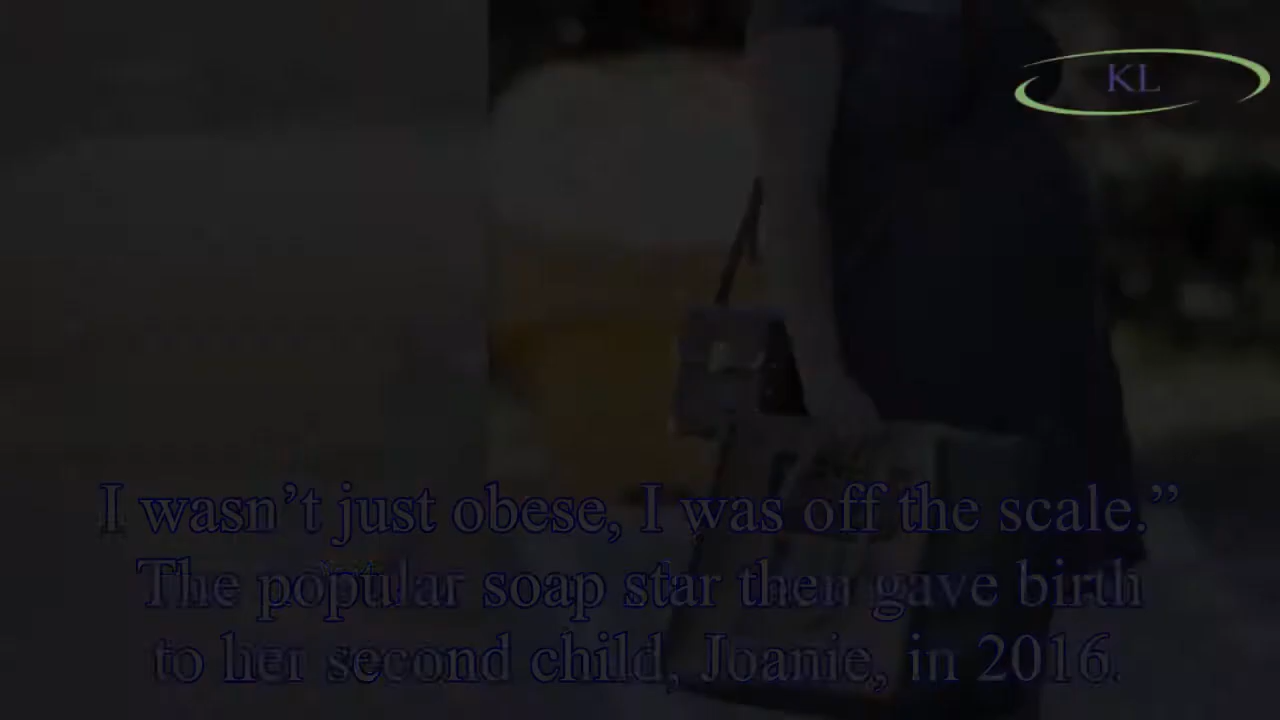 KL
I wasn’t just obese, I was off the scale.”
The popular soap star then gave birth
to her second child, Joanie, in 2016.